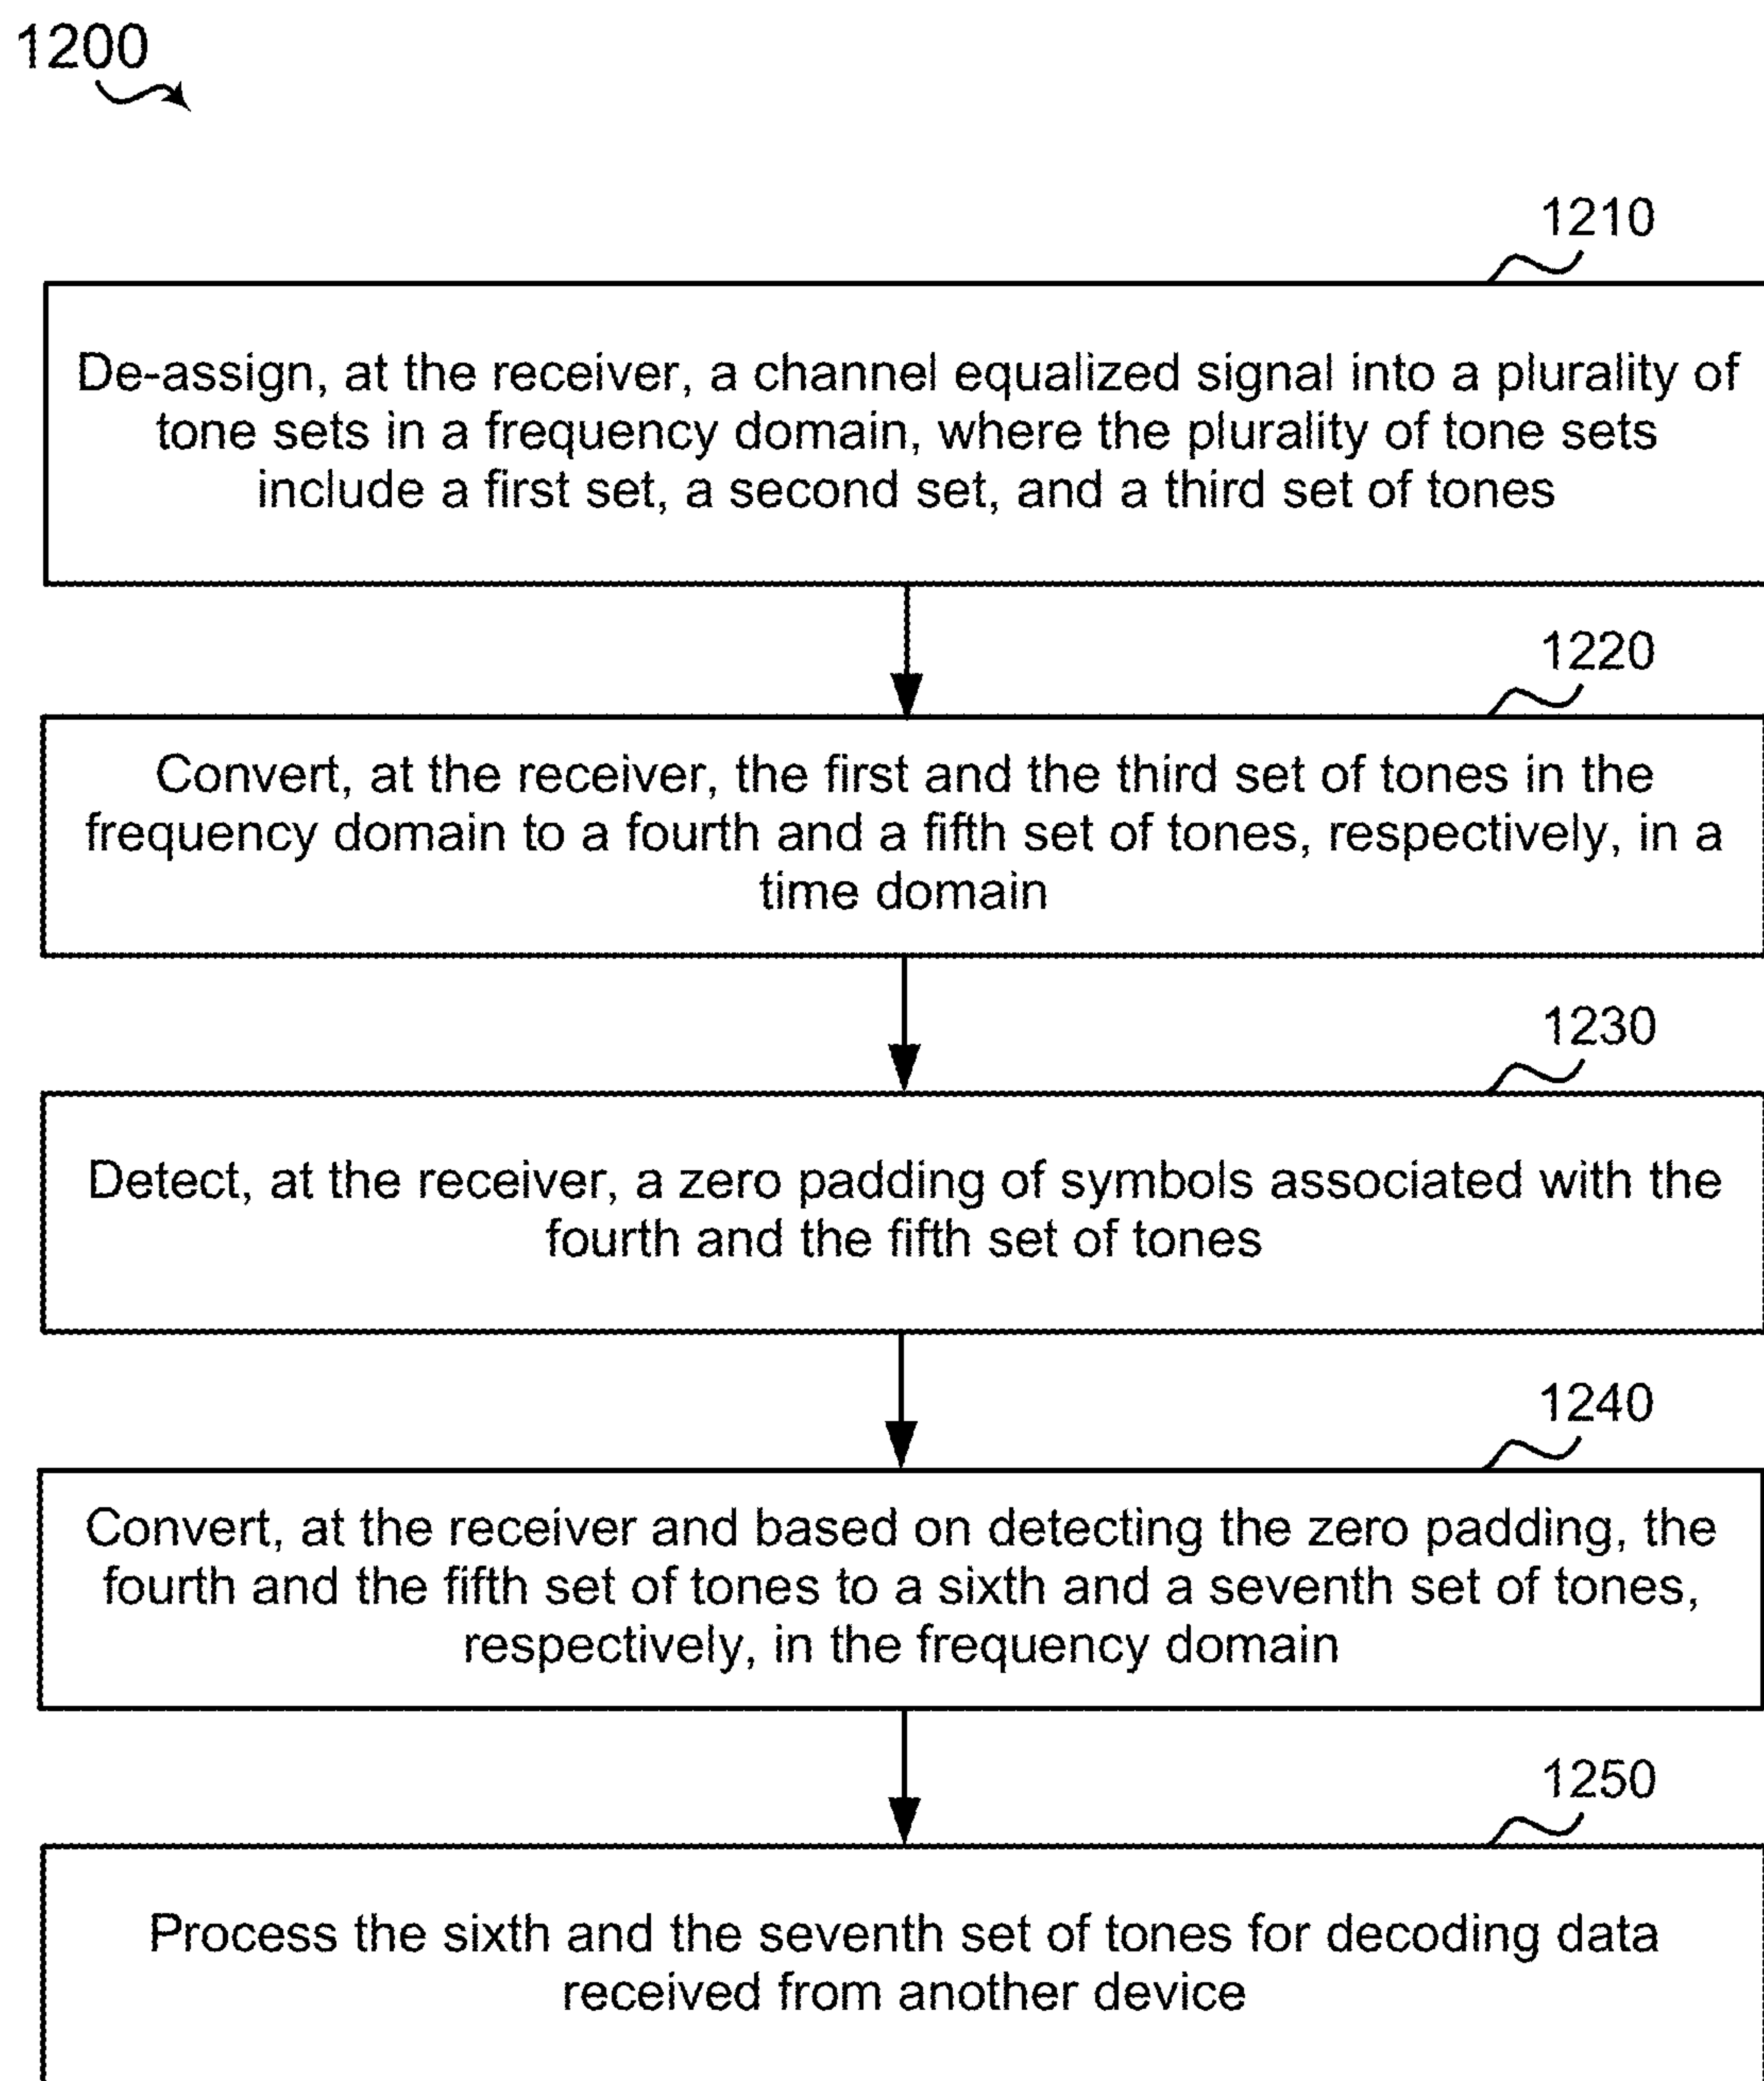 1200
1210
De-assign, at the receiver, a channel equalized signal into a plurality of
tone sets in a frequency domain, where the plurality of tone sets
include a first set, a second set, and a third set of tones
1220
Convert, at the receiver, the first and the third set of tones in the
frequency domain to a fourth and a fifth set of tones, respectively, in a
time domain
1230
Detect, at the receiver, a zero padding of symbols associated with the
fourth and the fifth set of tones
1240
Convert, at the receiver and based on detecting the zero padding, the
fourth and the fifth set of tones to a sixth and a seventh set of tones,
respectively, in the frequency domain
1250
Process the sixth and the seventh set of tones for decoding data
received from another device